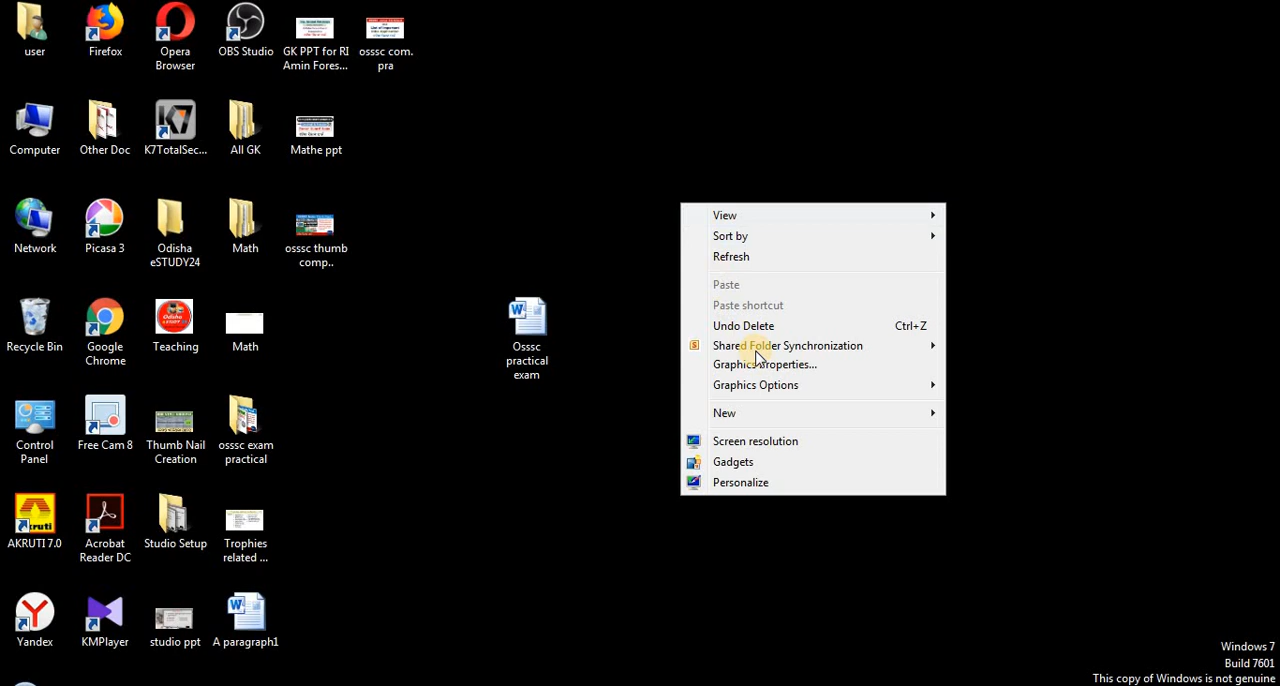 user
Firefox
Opera
Browser
OBS Studio
GK PPT for RI
Amin Fores...
osssc com.
pra
Computer
Other Doc
K7TotalSec...
All GK
Mathe ppt
Network
Picasa 3
Odisha
eSTUDY24
Math
osssc thumb
comp..
Recycle Bin
Google
Chrome
Teaching
Math
Osssc
practical
exam
Control
Panel
Free Cam 8
Thumb Nail
Creation
osssc exam
practical
AKRUTI 7.0
Acrobat
Reader DC
Studio Setup
Trophies
related ...
Yandex
KMPlayer
studio ppt
A paragraph1
View
Sort by
Refresh
Paste
Paste shortcut
Undo Delete Ctrl+Z
Shared Folder Synchronization
Graphics Properties...
Graphics Options
New
Screen resolution
Gadgets
Personalize
Windows 7
Build 7601
This copy of Windows is not genuine